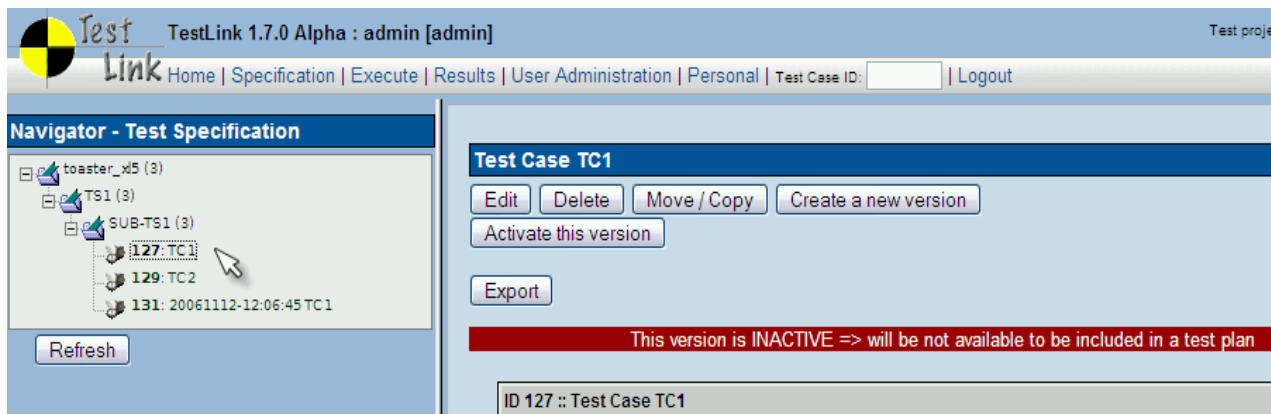 Test Link
TestLink 1.7.0 Alpha : admin [admin]
Test proje
Home | Specification | Execute | Results | User Administration | Personal | Test Case ID: | Logout
Navigator - Test Specification
toaster_xl5 (3)
TS1 (3)
SUB-TS1 (3)
127: TC1
129: TC2
131: 20061112-12:06:45 TC1
Refresh
Test Case TC1
Edit Delete Move / Copy Create a new version
Activate this version
Export
This version is INACTIVE => will be not available to be included in a test plan
ID 127 :: Test Case TC1